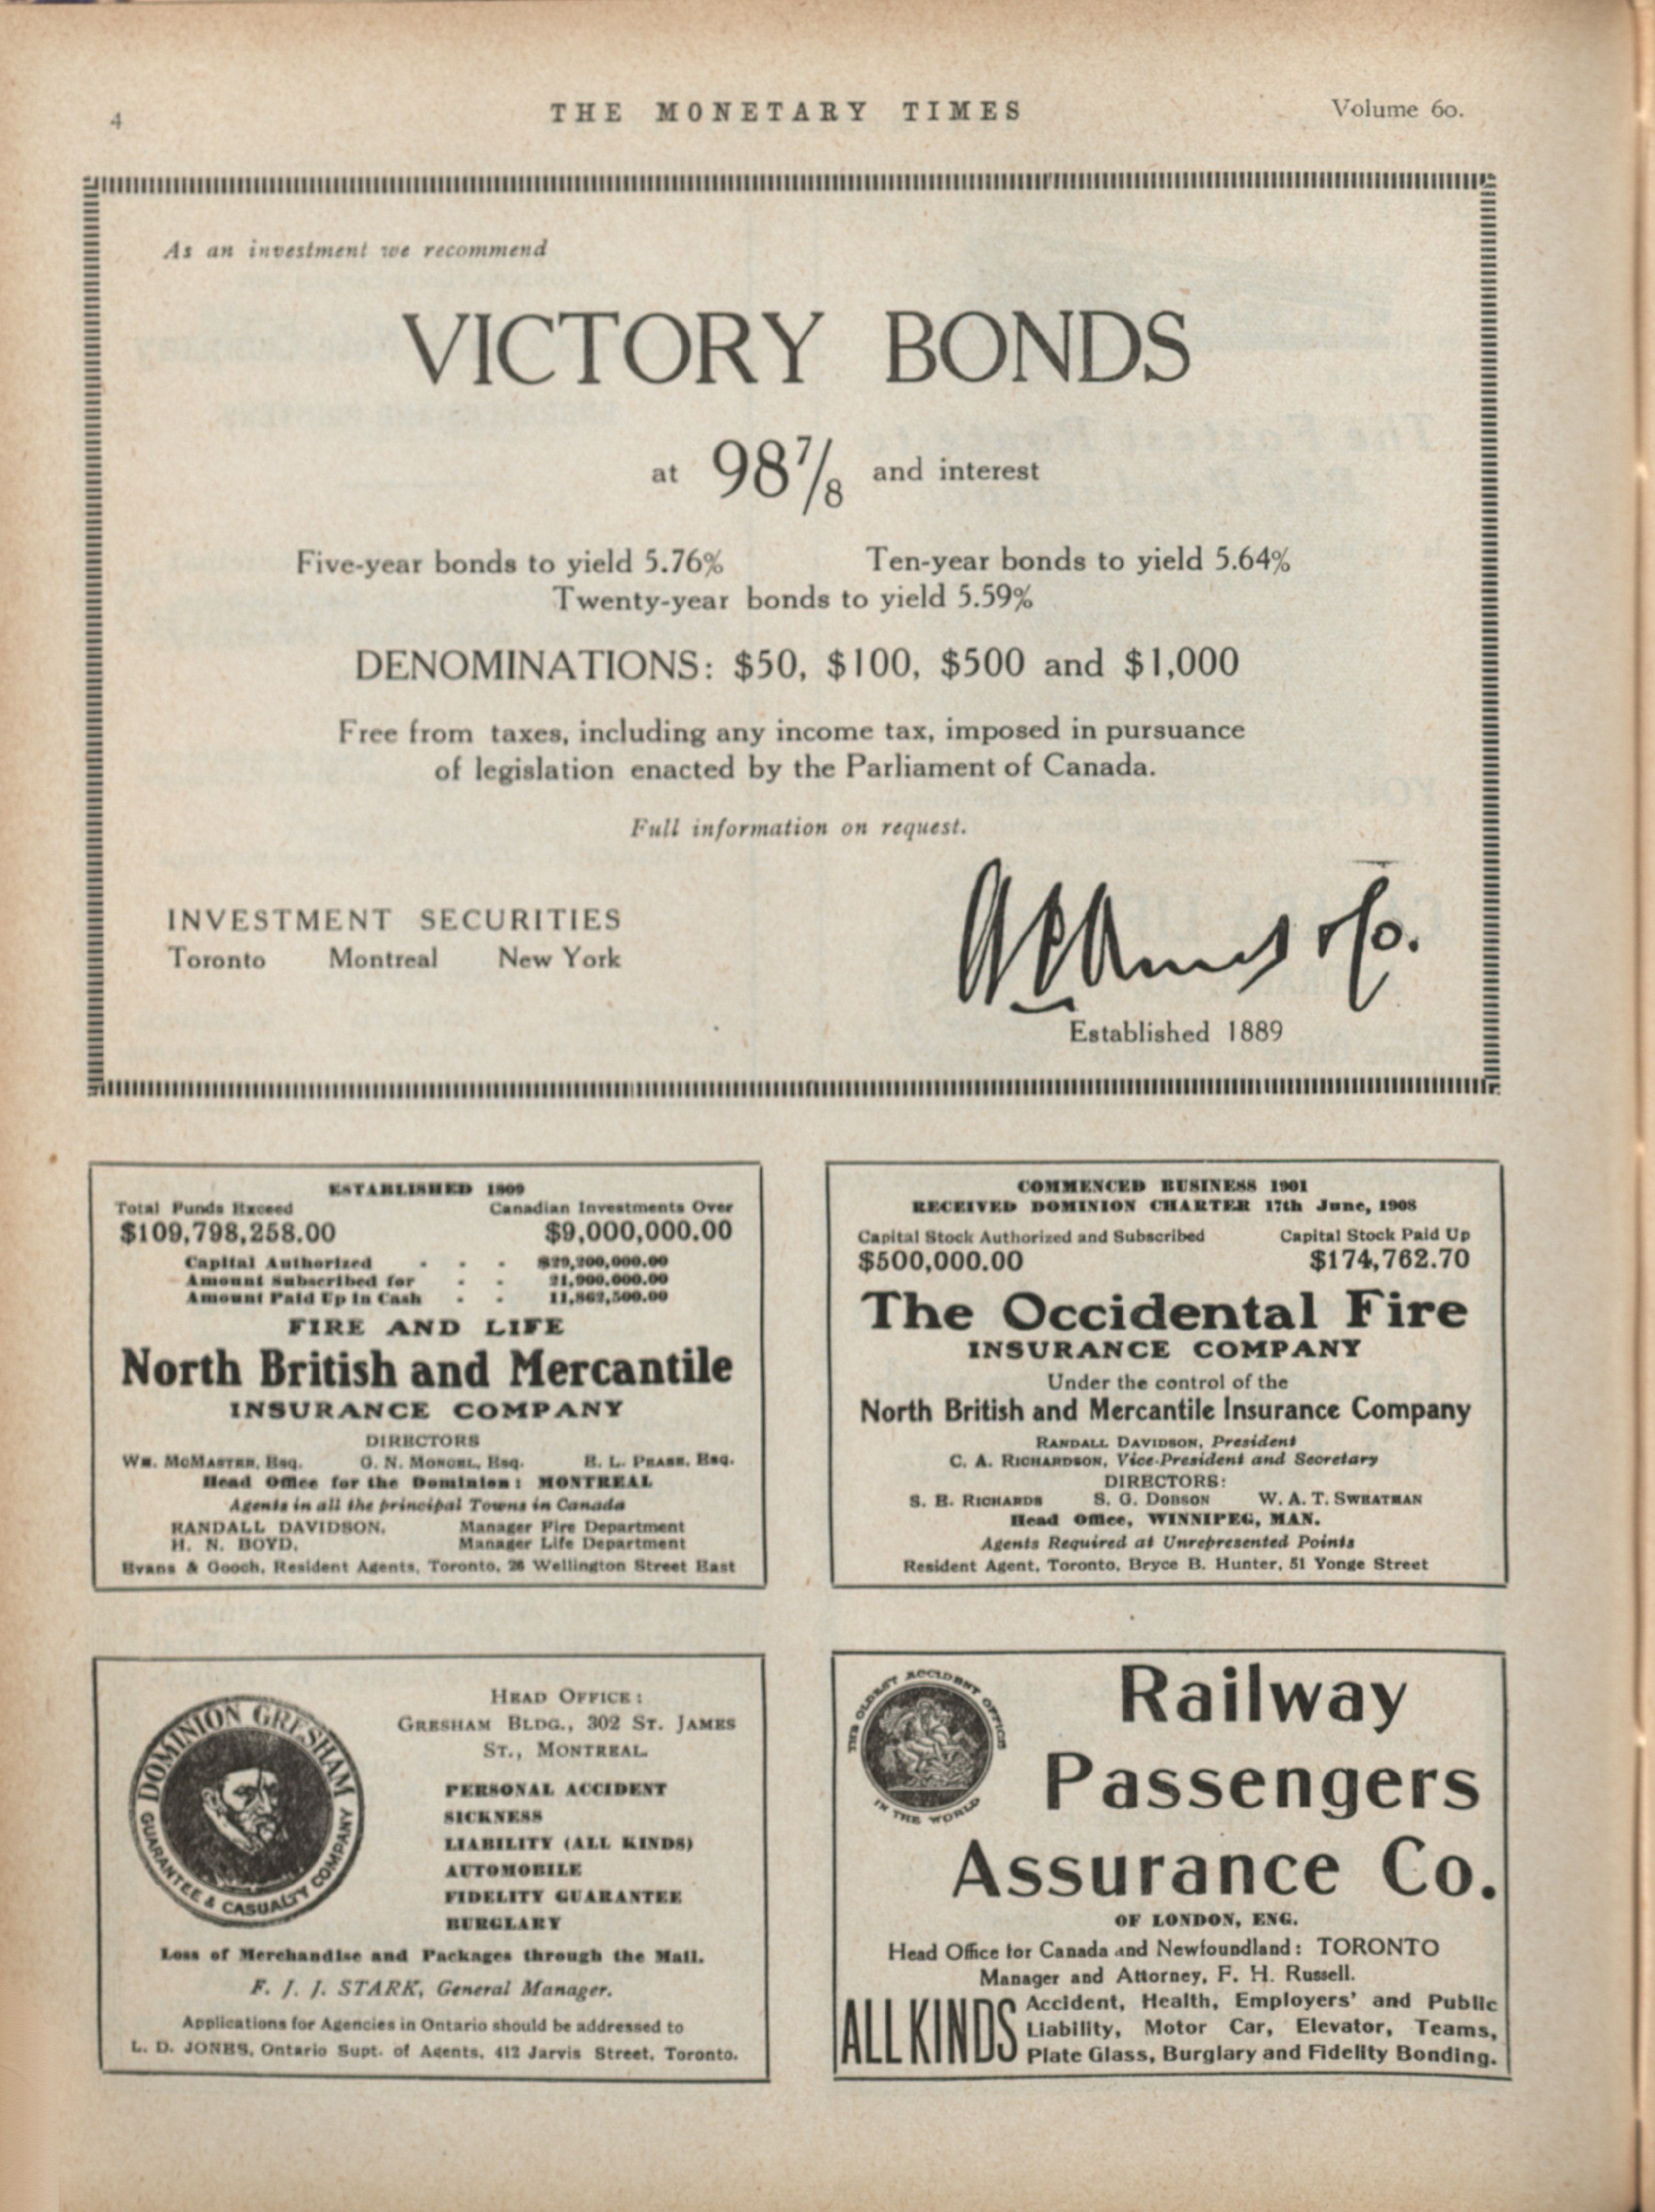 4
THE MONETARY TIMES
Volume 60.
As an investment we recommend
VICTORY BONDS
at 98 7/8 and interest
Five-year bonds to yield 5.76%
Ten-year bonds to yield 5.64%
Twenty-year bonds to yield 5.59%
DENOMINATIONS: $50, $100, $500 and $1,000
Free from taxes, including any income tax, imposed in pursuance
of legislation enacted by the Parliament of Canada.
Full information on request.
INVESTMENT SECURITIES
Toronto Montreal New York
Established 1889
ESTABLISHED 1809
Total Funds Exceed
Canadian Investments Over
$109,798,258.00
$9,000,000.00
Capital Authorized . . .
Amount Subscribed for . .
Amount Paid Up in Cash . .
FIRE AND LIFE
North British and Mercantile
INSURANCE COMPANY
DIRECTORS
Wm. McMaster, Esq. G. N. Moncel, Esq. E. L. Pease, Esq.
Head Office for the Dominion: MONTREAL
Agents in all the principal Towns in Canada
RANDALL DAVIDSON, Manager Fire Department
H. N. BOYD, Manager Life Department
Evans & Gooch, Resident Agents, Toronto, 26 Wellington Street East
COMMENCED BUSINESS 1901
RECEIVED DOMINION CHARTER 17th June, 1908
Capital Stock Authorized and Subscribed
Capital Stock Paid Up
$500,000.00
$174,762.70
The Occidental Fire
INSURANCE COMPANY
Under the control of the
North British and Mercantile Insurance Company
RANDALL DAVIDSON, President
C. A. RICHARDSON, Vice-President and Secretary
DIRECTORS:
S. E. RICHARDS S. G. DOBSON W. A. T. SWEATMAN
Head Office, WINNIPEG, MAN.
Agents Required at Unrepresented Points
Resident Agent, Toronto, Bryce B. Hunter, 51 Yonge Street
DOMINION GRESHAM
GUARANTEE & CASUALTY COMPANY
HEAD OFFICE:
GRESHAM BLDG., 302 ST. JAMES
ST., MONTREAL
PERSONAL ACCIDENT
SICKNESS
LIABILITY (ALL KINDS)
AUTOMOBILE
FIDELITY GUARANTEE
BURGLARY
Loss of Merchandise and Packages through the Mail.
F. J. J. STARK, General Manager.
Applications for Agencies in Ontario should be addressed to
L. D. JONES, Ontario Supt. of Agents, 412 Jarvis Street, Toronto.
THE OLDEST ACCIDENT OFFICE
IN THE WORLD
Railway
Passengers
Assurance Co.
OF LONDON, ENG.
Head Office for Canada and Newfoundland: TORONTO
Manager and Attorney, F. H. Russell.
ALL KINDS
Accident, Health, Employers' and Public
Liability, Motor Car, Elevator, Teams,
Plate Glass, Burglary and Fidelity Bonding.